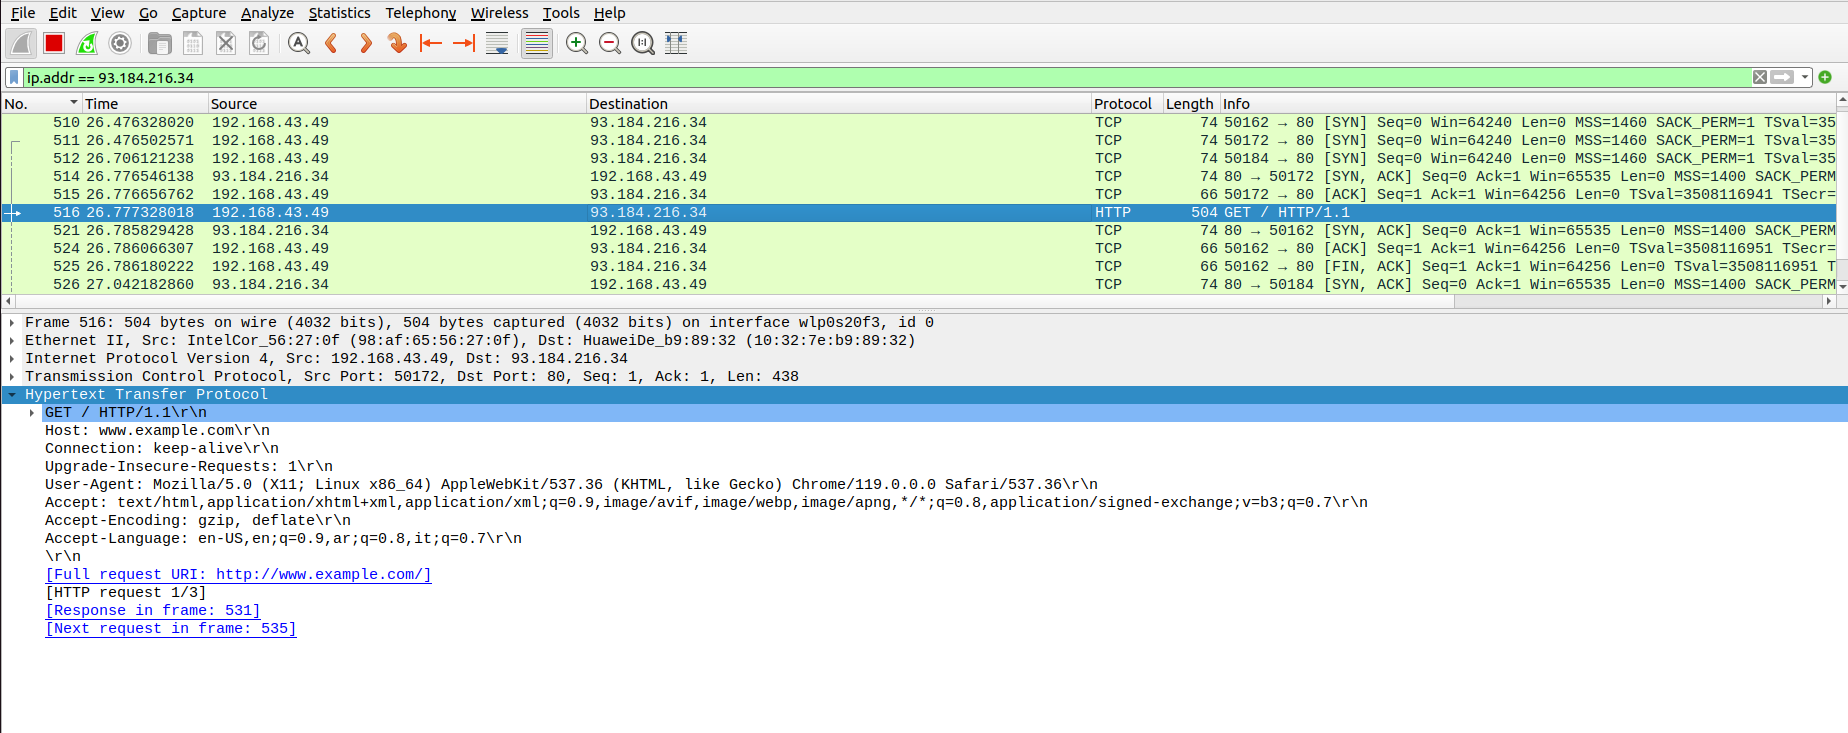 File Edit View Go Capture Analyze Statistics Telephony Wireless Tools Help
ip.addr == 93.184.216.34
No. Time Source Destination Protocol Length Info
510 26.476328020 192.168.43.49 93.184.216.34 TCP 74 50162 → 80 [SYN] Seq=0 Win=64240 Len=0 MSS=1460 SACK_PERM=1 TSval=35
511 26.476502571 192.168.43.49 93.184.216.34 TCP 74 50172 → 80 [SYN] Seq=0 Win=64240 Len=0 MSS=1460 SACK_PERM=1 TSval=35
512 26.706121238 192.168.43.49 93.184.216.34 TCP 74 50184 → 80 [SYN] Seq=0 Win=64240 Len=0 MSS=1460 SACK_PERM=1 TSval=35
514 26.776546138 93.184.216.34 192.168.43.49 TCP 74 80 → 50172 [SYN, ACK] Seq=0 Ack=1 Win=65535 Len=0 MSS=1400 SACK_PERM
515 26.776656762 192.168.43.49 93.184.216.34 TCP 66 50172 → 80 [ACK] Seq=1 Ack=1 Win=64256 Len=0 TSval=3508116941 TSecr=
516 26.777328018 192.168.43.49 93.184.216.34 HTTP 504 GET / HTTP/1.1
521 26.785829428 93.184.216.34 192.168.43.49 TCP 74 80 → 50162 [SYN, ACK] Seq=0 Ack=1 Win=65535 Len=0 MSS=1400 SACK_PERM
524 26.786066307 192.168.43.49 93.184.216.34 TCP 66 50162 → 80 [ACK] Seq=1 Ack=1 Win=64256 Len=0 TSval=3508116951 TSecr=
525 26.786180222 192.168.43.49 93.184.216.34 TCP 66 50162 → 80 [FIN, ACK] Seq=1 Ack=1 Win=64256 Len=0 TSval=3508116951 T
526 27.042182860 93.184.216.34 192.168.43.49 TCP 74 80 → 50184 [SYN, ACK] Seq=0 Ack=1 Win=65535 Len=0 MSS=1400 SACK_PERM
Frame 516: 504 bytes on wire (4032 bits), 504 bytes captured (4032 bits) on interface wlp0s20f3, id 0
Ethernet II, Src: IntelCor_56:27:0f (98:af:65:56:27:0f), Dst: HuaweiDe_b9:89:32 (10:32:7e:b9:89:32)
Internet Protocol Version 4, Src: 192.168.43.49, Dst: 93.184.216.34
Transmission Control Protocol, Src Port: 50172, Dst Port: 80, Seq: 1, Ack: 1, Len: 438
Hypertext Transfer Protocol
GET / HTTP/1.1\r\n
Host: www.example.com\r\n
Connection: keep-alive\r\n
Upgrade-Insecure-Requests: 1\r\n
User-Agent: Mozilla/5.0 (X11; Linux x86_64) AppleWebKit/537.36 (KHTML, like Gecko) Chrome/119.0.0.0 Safari/537.36\r\n
Accept: text/html,application/xhtml+xml,application/xml;q=0.9,image/avif,image/webp,image/apng,*/*;q=0.8,application/signed-exchange;v=b3;q=0.7\r\n
Accept-Encoding: gzip, deflate\r\n
Accept-Language: en-US,en;q=0.9,ar;q=0.8,it;q=0.7\r\n
\r\n
[Full request URI: http://www.example.com/]
[HTTP request 1/3]
[Response in frame: 531]
[Next request in frame: 535]